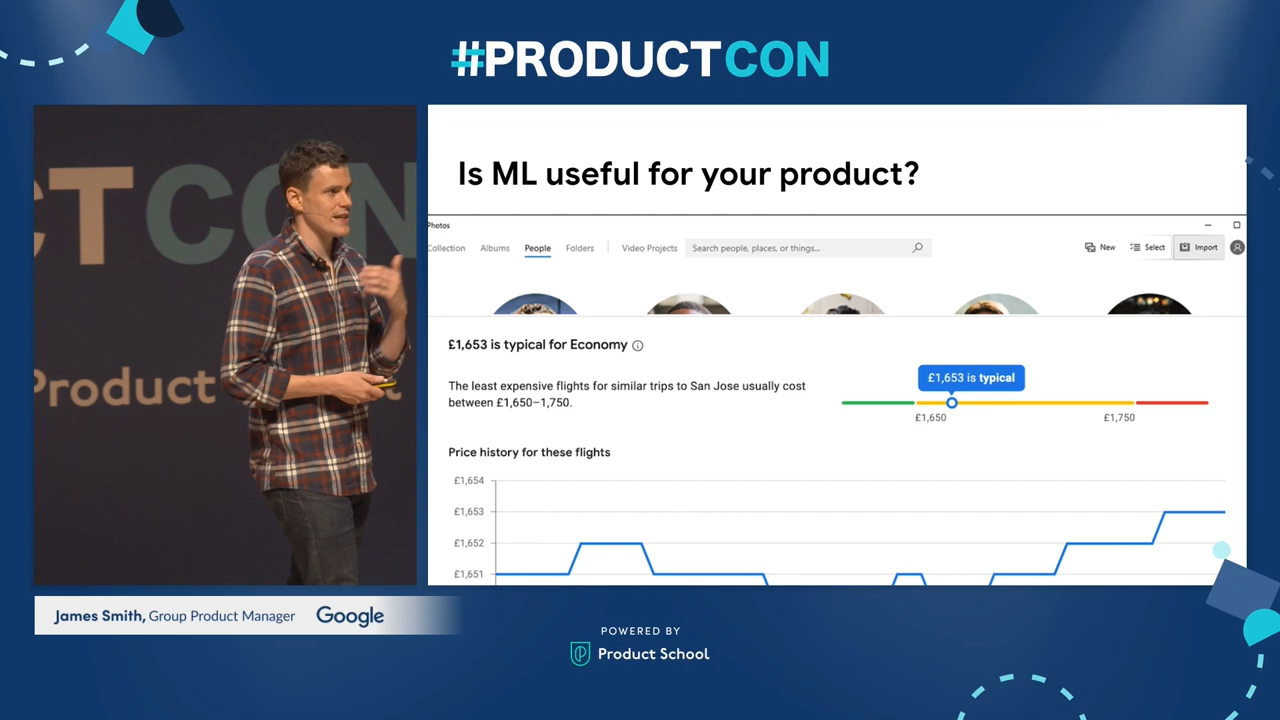 #PRODUCTCON
CT CON
Product
Is ML useful for your product?
Photos
Collection Albums People Folders Video Projects Search people, places, or things... New Select Import
£1,653 is typical for Economy
The least expensive flights for similar trips to San Jose usually cost
between £1,650–1,750.
£1,653 is typical
£1,650 £1,750
Price history for these flights
£1,654
£1,653
£1,652
£1,651
James Smith, Group Product Manager Google
POWERED BY
Product School